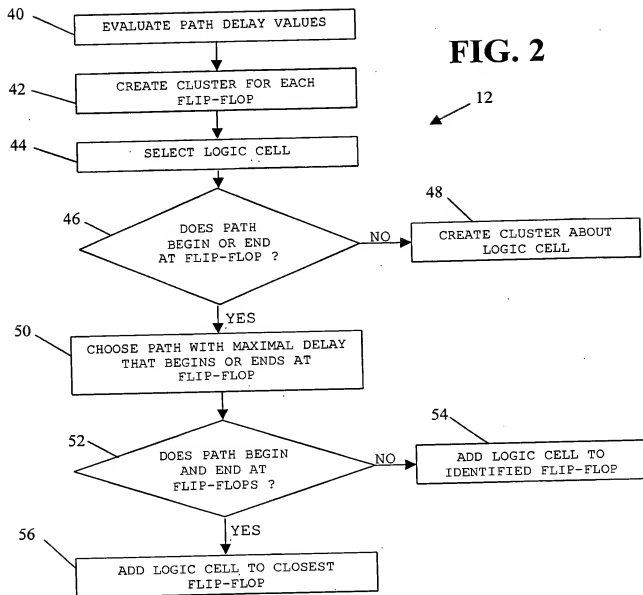 FIG. 2
12
40
EVALUATE PATH DELAY VALUES
42
CREATE CLUSTER FOR EACH
FLIP-FLOP
44
SELECT LOGIC CELL
46
DOES PATH
BEGIN OR END
AT FLIP-FLOP ?
NO
48
CREATE CLUSTER ABOUT
LOGIC CELL
YES
50
CHOOSE PATH WITH MAXIMAL DELAY
THAT BEGINS OR ENDS AT
FLIP-FLOP
52
DOES PATH BEGIN
AND END AT
FLIP-FLOPS ?
NO
54
ADD LOGIC CELL TO
IDENTIFIED FLIP-FLOP
YES
56
ADD LOGIC CELL TO CLOSEST
FLIP-FLOP